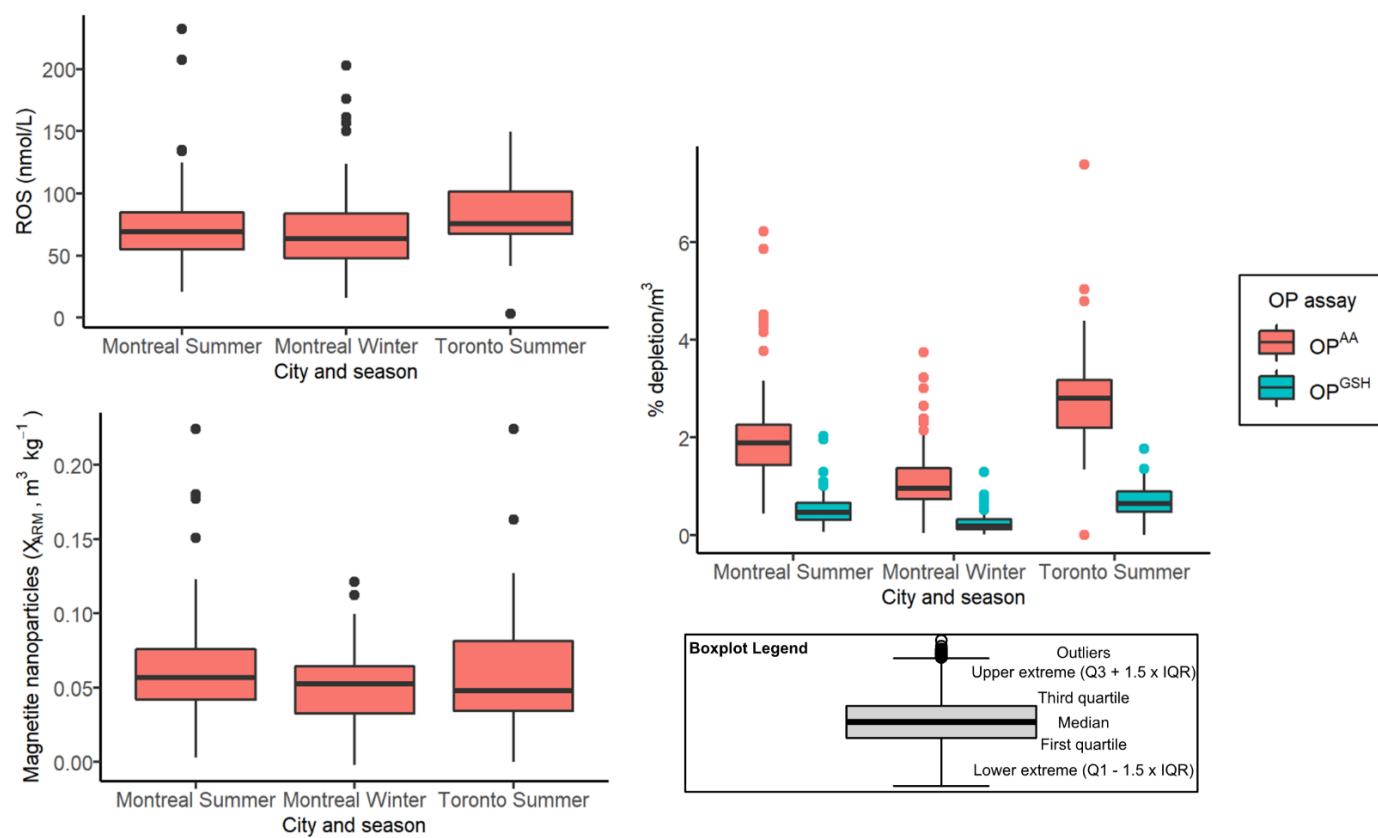 ROS (nmol/L)
200
150
100
50
0
Montreal Summer Montreal Winter Toronto Summer
City and season
Magnetite nanoparticles (XARM , m³ kg⁻¹)
0.20
0.15
0.10
0.05
0.00
Montreal Summer Montreal Winter Toronto Summer
City and season
% depletion/m³
6
4
2
0
Montreal Summer Montreal Winter Toronto Summer
City and season
OP assay
OPᴬᴬ
OPᴳˢᴴ
Boxplot Legend
Outliers
Upper extreme (Q3 + 1.5 x IQR)
Third quartile
Median
First quartile
Lower extreme (Q1 - 1.5 x IQR)